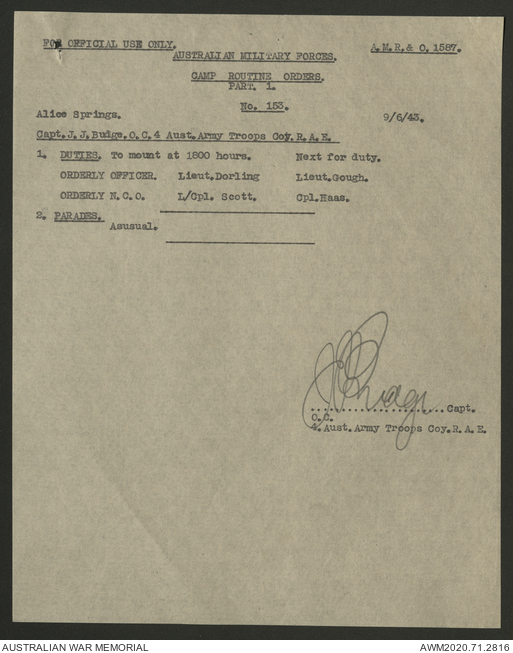 FOR OFFICIAL USE ONLY.
AUSTRALIAN MILITARY FORCES.
A.M.R.& O. 1587.
CAMP ROUTINE ORDERS.
PART. 1.
No. 153.
Alice Springs. 9/6/43.
Capt.J.J.Budge.O.C.4 Aust.Army Troops Coy.R.A.E.
1. DUTIES. To mount at 1800 hours. Next for duty.
ORDERLY OFFICER. Lieut.Dorling Lieut.Gough.
ORDERLY N.C.O. L/Cpl. Scott. Cpl.Haas.
2. PARADES.
Asusual.
JJBudge
......................Capt.
O.C.
4.Aust.Army Troops Coy.R.A.E.
AUSTRALIAN WAR MEMORIAL AWM2020.71.2816